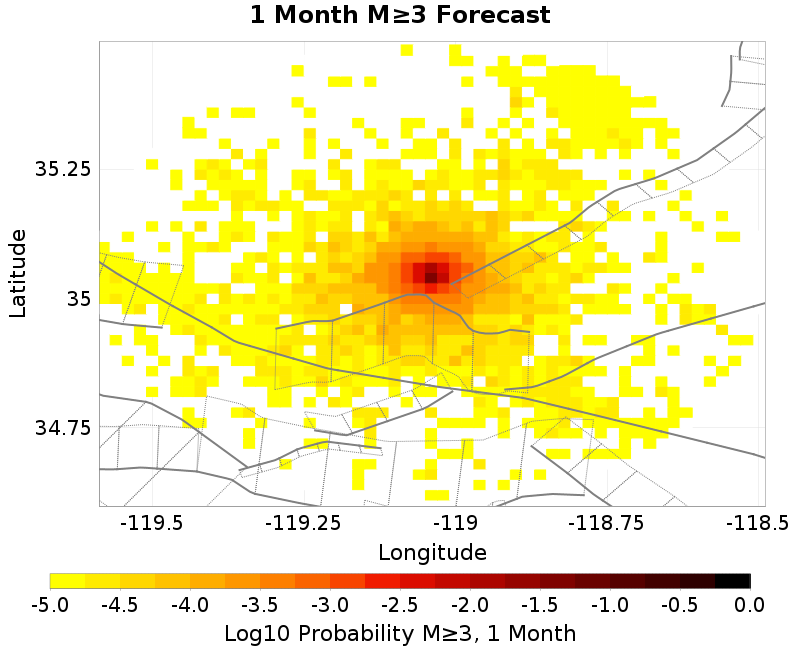 1 Month M≥3 Forecast
Latitude
35.25
35
34.75
-119.5 -119.25 -119 -118.75 -118.5
Longitude
-5.0 -4.5 -4.0 -3.5 -3.0 -2.5 -2.0 -1.5 -1.0 -0.5 0.0
Log10 Probability M≥3, 1 Month